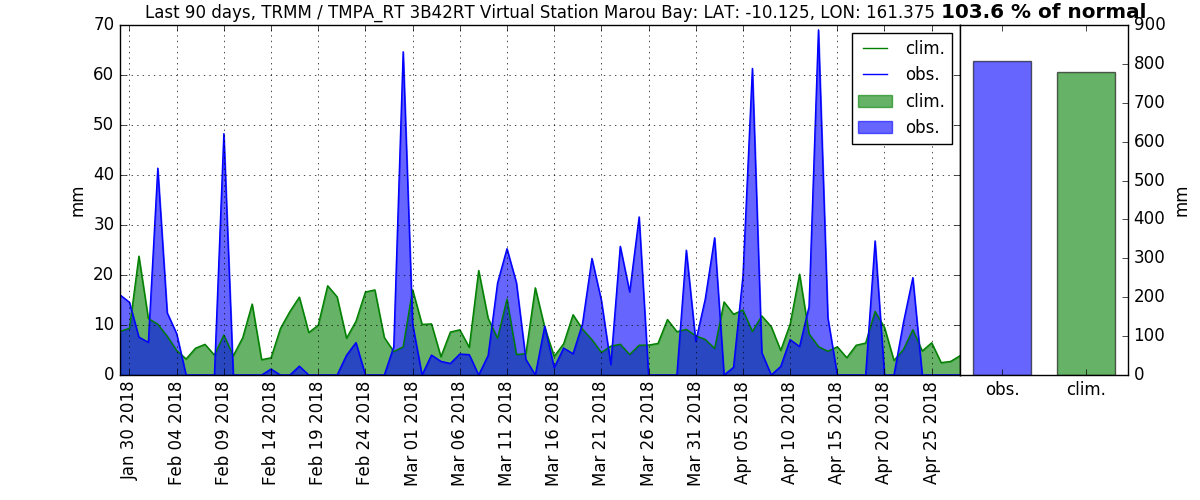 Last 90 days, TRMM / TMPA_RT 3B42RT Virtual Station Marou Bay: LAT: -10.125, LON: 161.375 103.6 % of normal
70
60
50
40
30
20
10
0
mm
clim.
obs.
clim.
obs.
900
800
700
600
500
400
300
200
100
0
mm
Jan 30 2018
Feb 04 2018
Feb 09 2018
Feb 14 2018
Feb 19 2018
Feb 24 2018
Mar 01 2018
Mar 06 2018
Mar 11 2018
Mar 16 2018
Mar 21 2018
Mar 26 2018
Mar 31 2018
Apr 05 2018
Apr 10 2018
Apr 15 2018
Apr 20 2018
Apr 25 2018
obs.
clim.